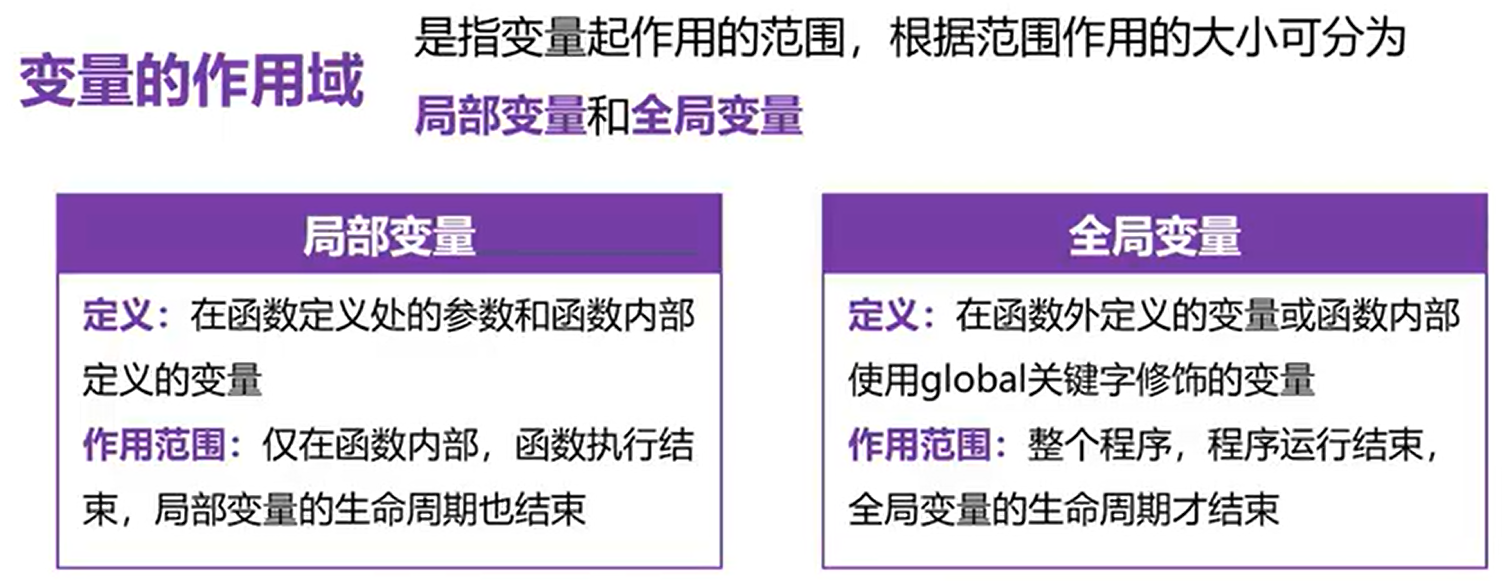 变量的作用域
是指变量起作用的范围，根据范围作用的大小可分为
局部变量和全局变量
局部变量
定义：在函数定义处的参数和函数内部
定义的变量
作用范围：仅在函数内部，函数执行结
束，局部变量的生命周期也结束
全局变量
定义：在函数外定义的变量或函数内部
使用global关键字修饰的变量
作用范围：整个程序，程序运行结束，
全局变量的生命周期才结束